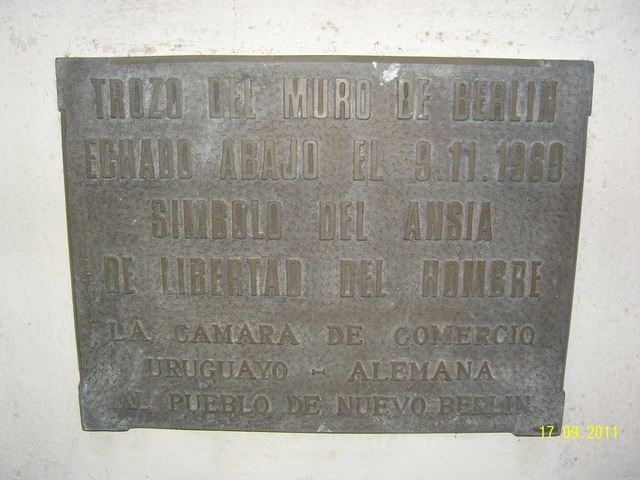 TROZO DEL MURO DE BERLIN
ECHADO ABAJO EL 9.11.1989
SIMBOLO DEL ANSIA
DE LIBERTAD DEL HOMBRE
LA CAMARA DE COMERCIO
URUGUAYO - ALEMANA
AL PUEBLO DE NUEVO BERLIN
17.09.2011